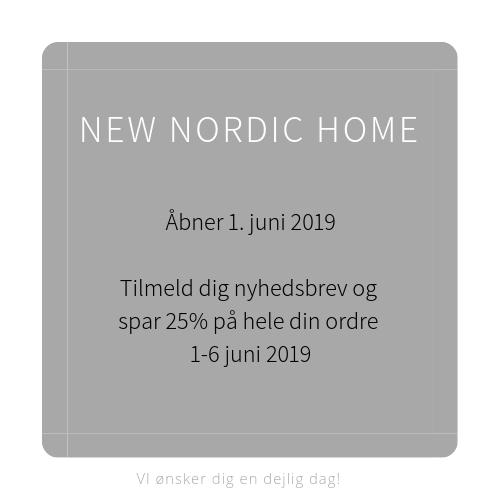 NEW NORDIC HOME
Åbner 1. juni 2019
Tilmeld dig nyhedsbrev og
spar 25% på hele din ordre
1-6 juni 2019
VI ønsker dig en dejlig dag!